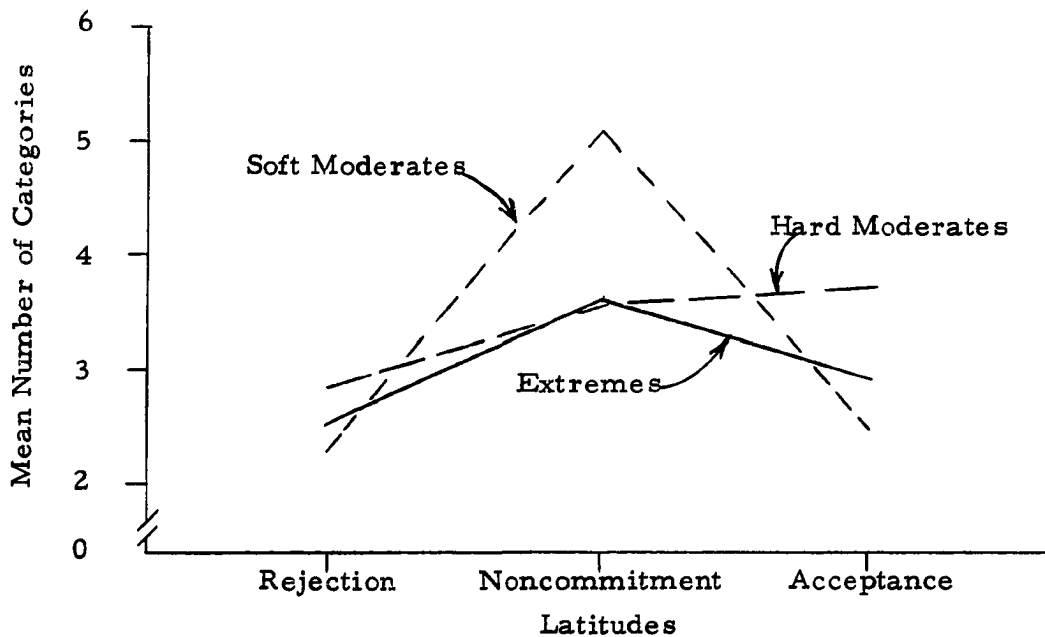 Mean Number of Categories
6
5
4
3
2
0
Soft Moderates
Hard Moderates
Extremes
Rejection
Noncommitment
Acceptance
Latitudes